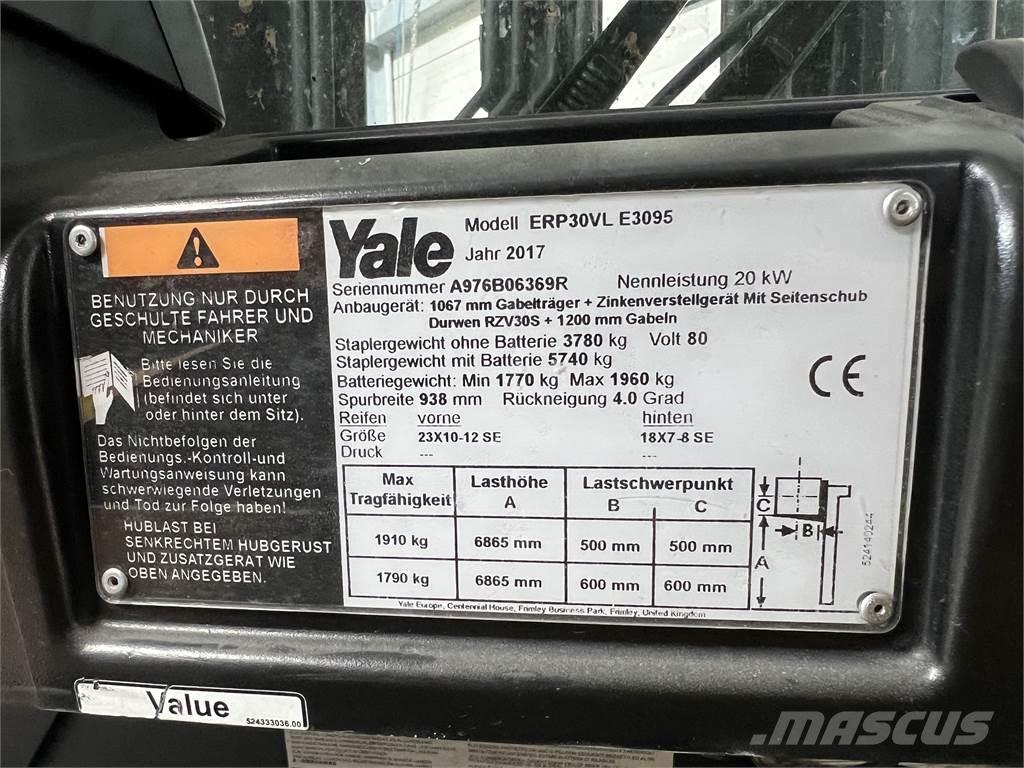 BENUTZUNG NUR DURCH
GESCHULTE FAHRER UND
MECHANIKER
Bitte lesen Sie die
Bedienungsanleitung
(befindet sich unter
oder hinter dem Sitz).
Das Nichtbefolgen der
Bedienungs.-Kontroll-und
Wartungsanweisung kann
schwerwiegende Verletzungen
und Tod zur Folge haben!
HUBLAST BEI
SENKRECHTEM HUBGERUST
UND ZUSATZGERAT WIE
OBEN ANGEGEBEN.
Yale
Modell ERP30VL E3095
Jahr 2017
Seriennummer A976B06369R Nennleistung 20 kW
Anbaugerät: 1067 mm Gabelträger + Zinkenverstellgerät Mit Seitenschub
Durwen RZV30S + 1200 mm Gabeln
Staplergewicht ohne Batterie 3780 kg Volt 80
Staplergewicht mit Batterie 5740 kg
Batteriegewicht: Min 1770 kg Max 1960 kg
Spurbreite 938 mm Rückneigung 4.0 Grad
Reifen vorne hinten
Größe 23X10-12 SE 18X7-8 SE
Druck --- ---
CE
Max Tragfähigkeit Lasthöhe A Lastschwerpunkt B C
1910 kg 6865 mm 500 mm 500 mm
1790 kg 6865 mm 600 mm 600 mm
C
B
A
524140244
Yale Europe, Centennial House, Frimley Business Park, Frimley, United Kingdom
Value
524333036.00
MASCUS